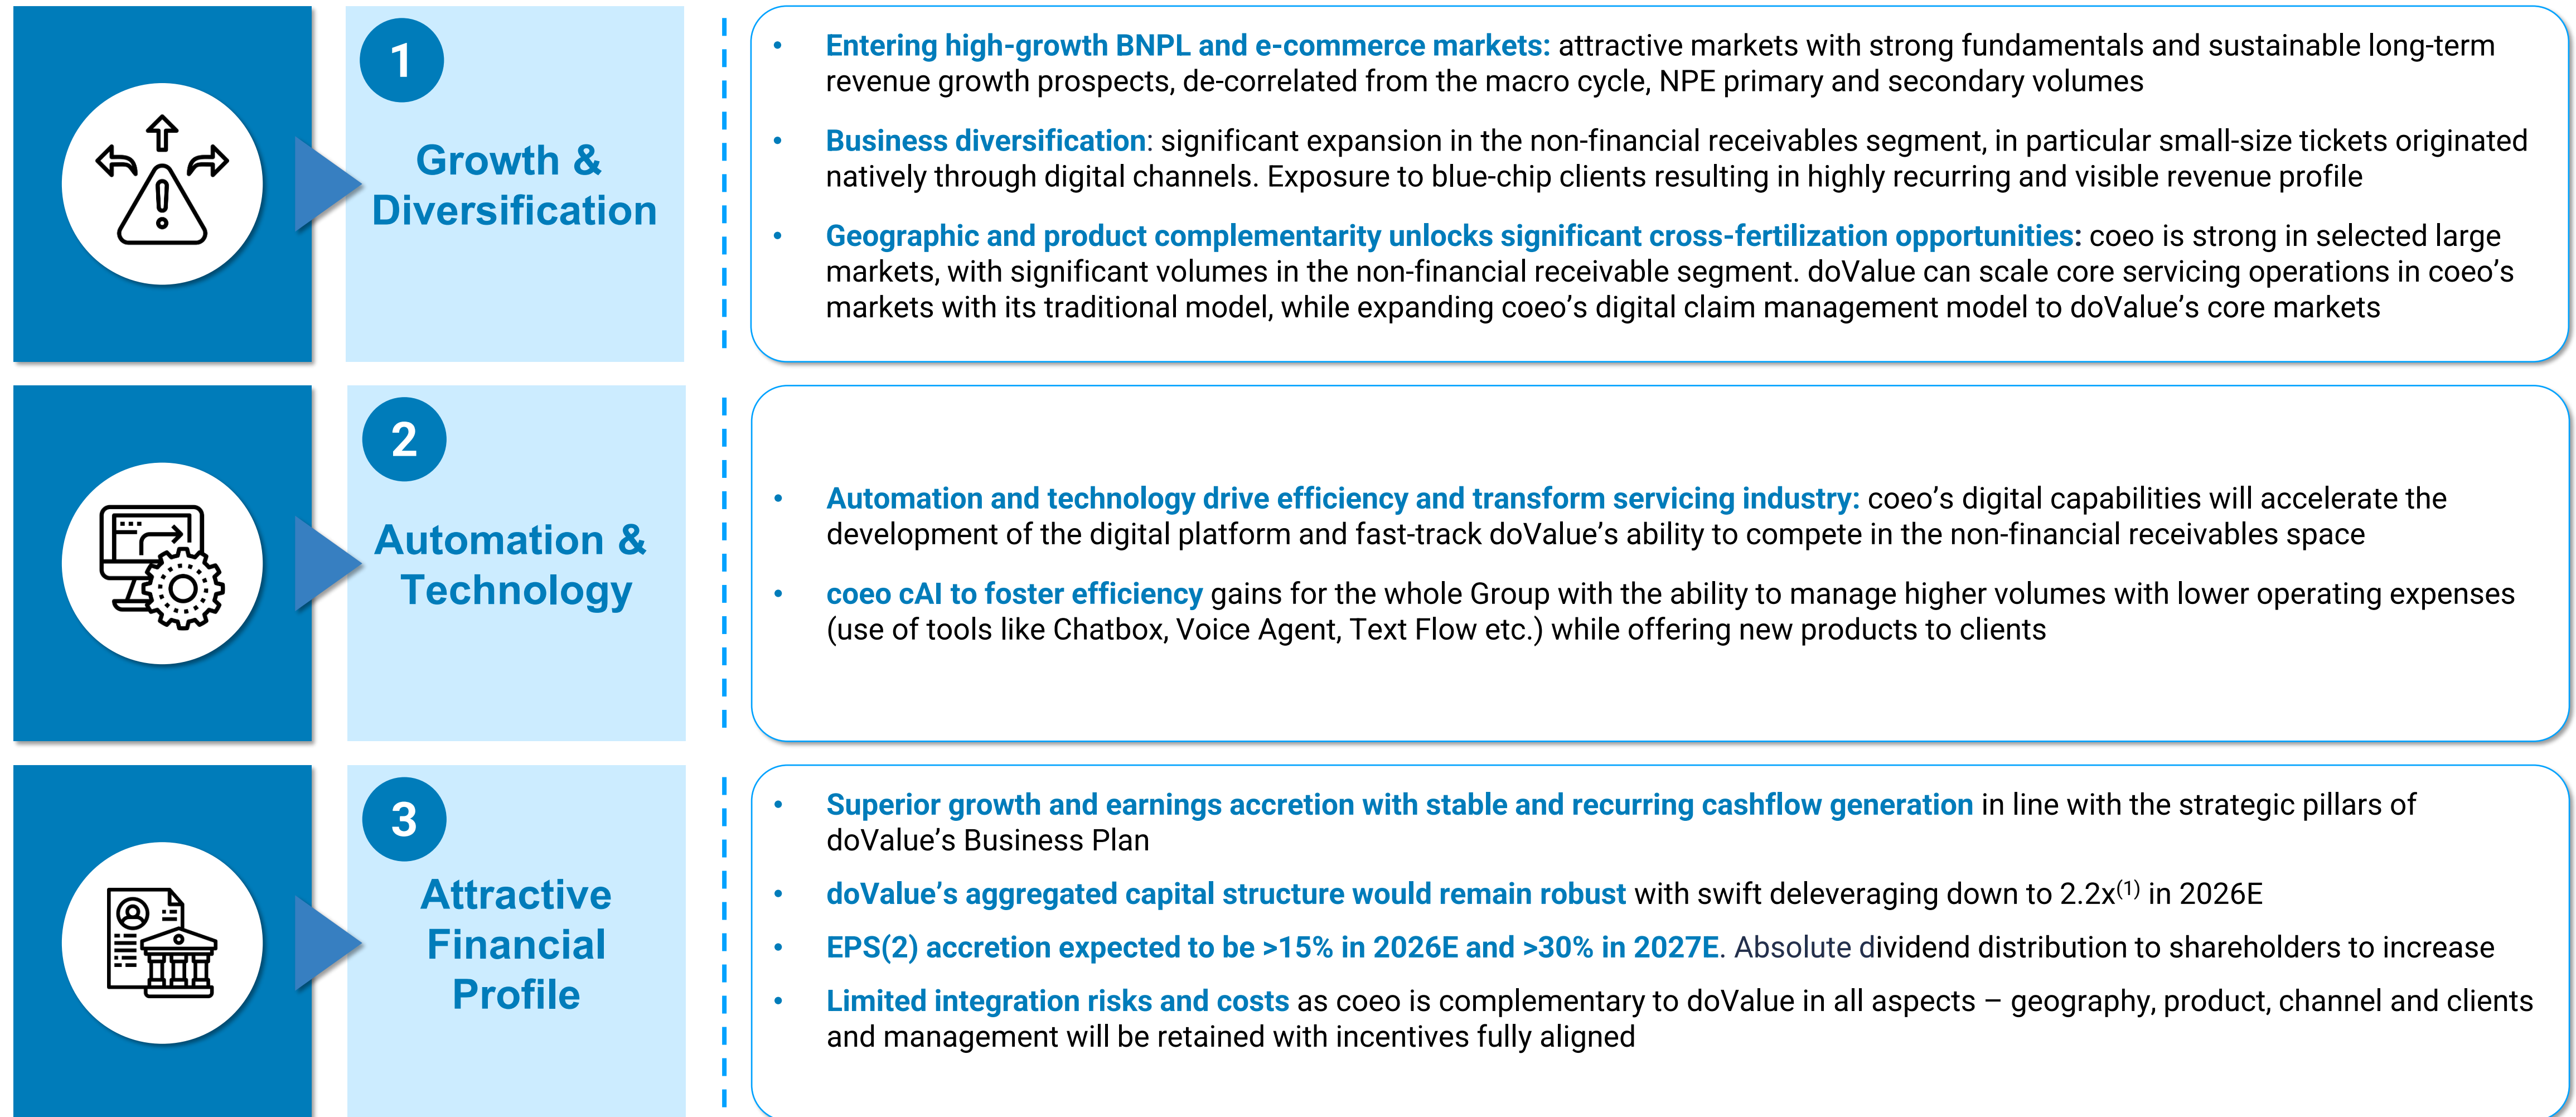 1
Growth &
Diversification
• Entering high-growth BNPL and e-commerce markets: attractive markets with strong fundamentals and sustainable long-term
revenue growth prospects, de-correlated from the macro cycle, NPE primary and secondary volumes
• Business diversification: significant expansion in the non-financial receivables segment, in particular small-size tickets originated
natively through digital channels. Exposure to blue-chip clients resulting in highly recurring and visible revenue profile
• Geographic and product complementarity unlocks significant cross-fertilization opportunities: coeo is strong in selected large
markets, with significant volumes in the non-financial receivable segment. doValue can scale core servicing operations in coeo’s
markets with its traditional model, while expanding coeo’s digital claim management model to doValue’s core markets
2
Automation &
Technology
• Automation and technology drive efficiency and transform servicing industry: coeo’s digital capabilities will accelerate the
development of the digital platform and fast-track doValue’s ability to compete in the non-financial receivables space
• coeo cAI to foster efficiency gains for the whole Group with the ability to manage higher volumes with lower operating expenses
(use of tools like Chatbox, Voice Agent, Text Flow etc.) while offering new products to clients
3
Attractive
Financial
Profile
• Superior growth and earnings accretion with stable and recurring cashflow generation in line with the strategic pillars of
doValue’s Business Plan
• doValue’s aggregated capital structure would remain robust with swift deleveraging down to 2.2x(1) in 2026E
• EPS(2) accretion expected to be >15% in 2026E and >30% in 2027E. Absolute dividend distribution to shareholders to increase
• Limited integration risks and costs as coeo is complementary to doValue in all aspects – geography, product, channel and clients
and management will be retained with incentives fully aligned